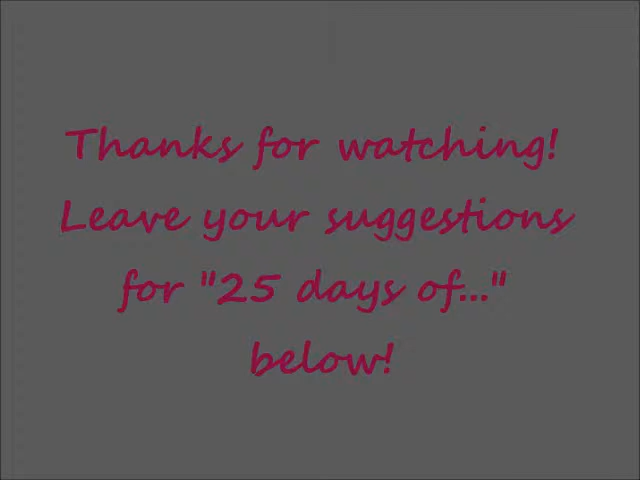 Thanks for watching!
Leave your suggestions
for "25 days of..."
below!